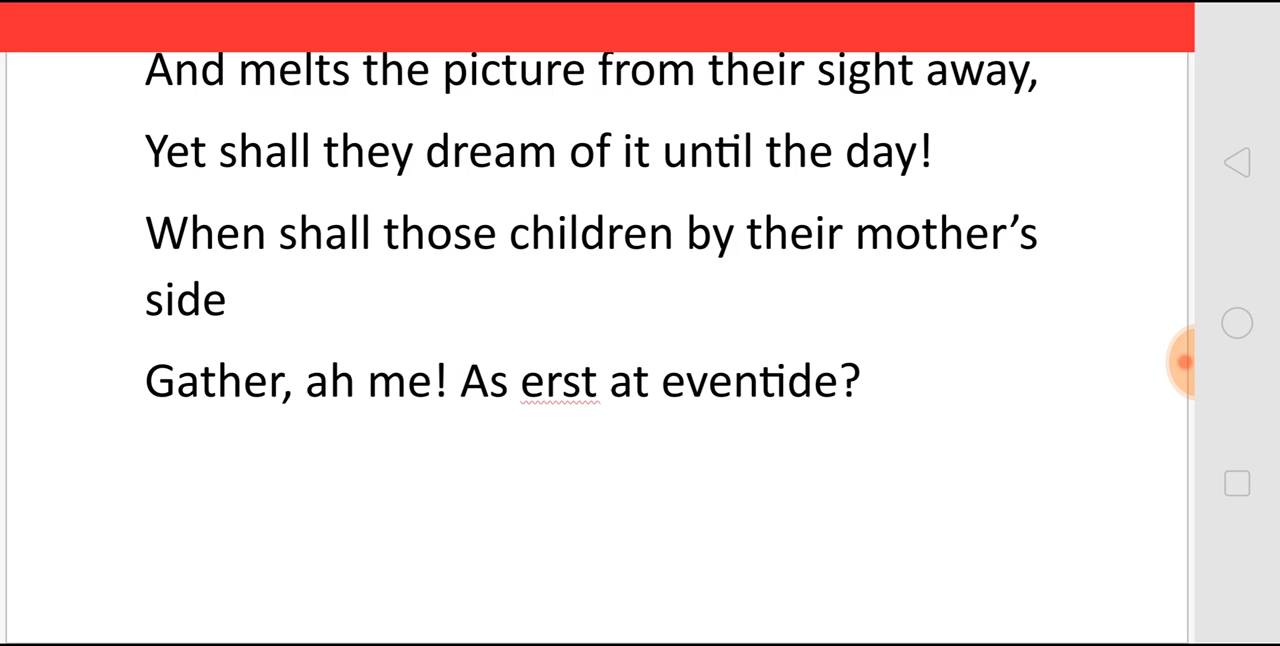 And melts the picture from their sight away,
Yet shall they dream of it until the day!
When shall those children by their mother’s
side
Gather, ah me! As erst at eventide?